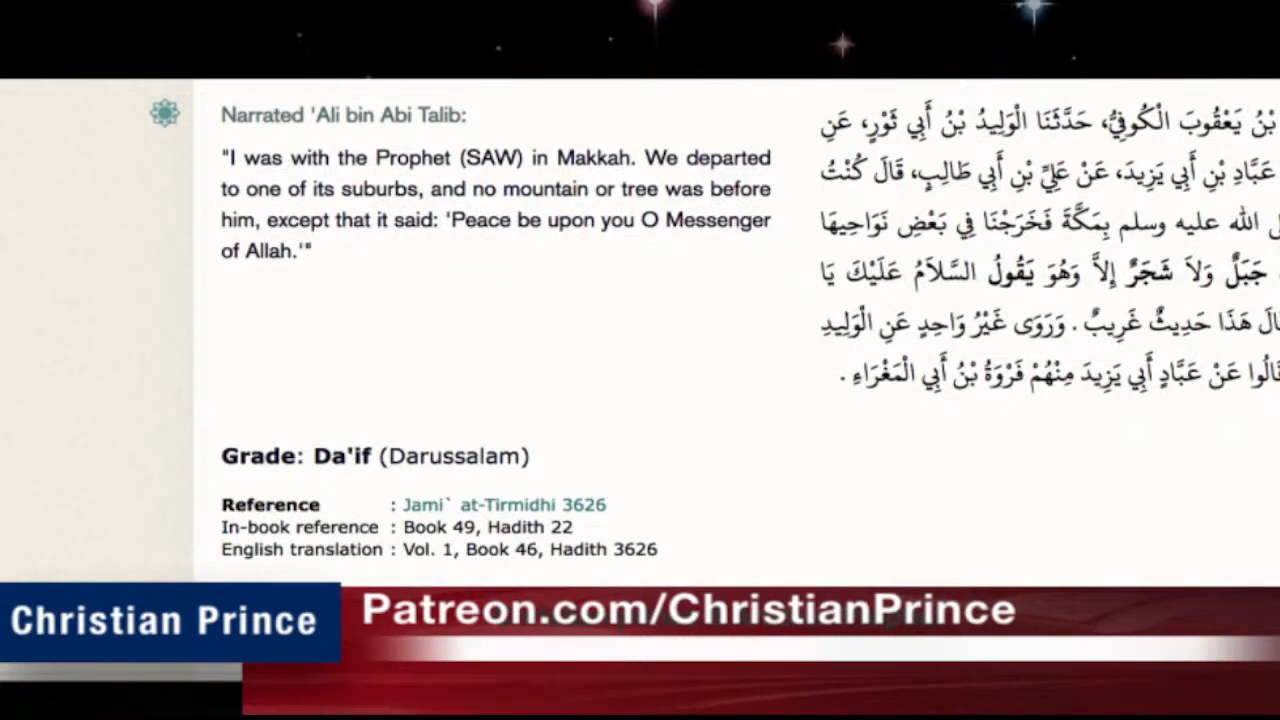 Narrated 'Ali bin Abi Talib:
"I was with the Prophet (SAW) in Makkah. We departed
to one of its suburbs, and no mountain or tree was before
him, except that it said: 'Peace be upon you O Messenger
of Allah.'"
بْنُ يَعْقُوبَ الْكُوفِيُّ، حَدَّثَنَا الْوَلِيدُ بْنُ أَبِي ثَوْرٍ، عَنِ
عَبَّادِ بْنِ أَبِي يَزِيدَ، عَنْ عَلِيِّ بْنِ أَبِي طَالِبٍ، قَالَ كُنْتُ
الله عليه وسلم بِمَكَّةَ فَخَرَجْنَا فِي بَعْضِ نَوَاحِيهَا
جَبَلٌ وَلاَ شَجَرٌ إِلاَّ وَهُوَ يَقُولُ السَّلاَمُ عَلَيْكَ يَا
هَذَا حَدِيثٌ غَرِيبٌ . وَرَوَى غَيْرُ وَاحِدٍ عَنِ الْوَلِيدِ
عَنْ عَبَّادٍ أَبِي يَزِيدَ مِنْهُمْ فَرْوَةُ بْنُ أَبِي الْمَغْرَاءِ .
Grade: Da'if (Darussalam)
Reference : Jami` at-Tirmidhi 3626
In-book reference : Book 49, Hadith 22
English translation : Vol. 1, Book 46, Hadith 3626
Christian Prince
Patreon.com/ChristianPrince